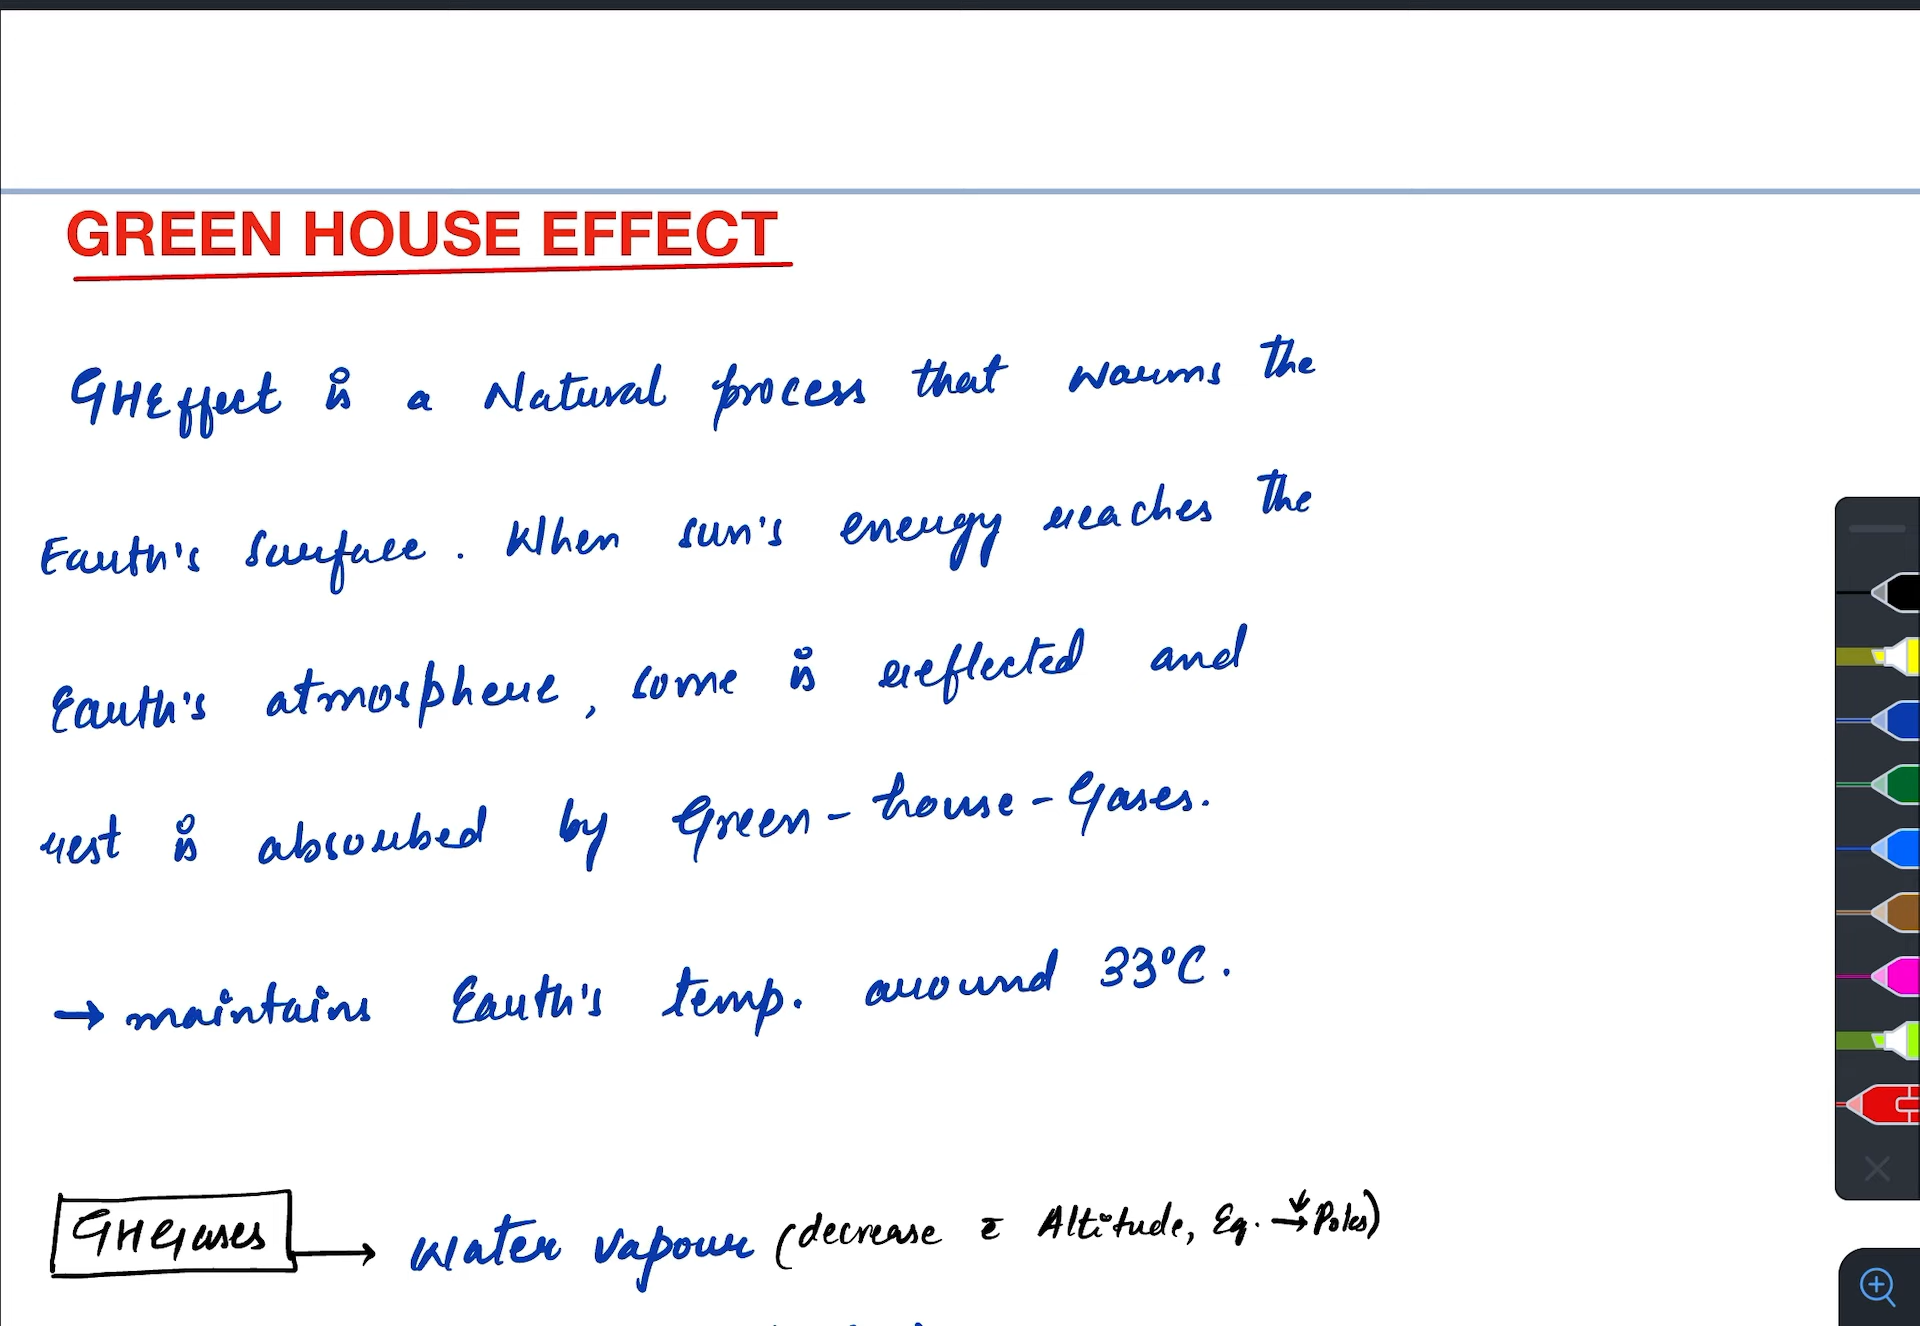 GREEN HOUSE EFFECT
GHEffect is a Natural process that warms the
Earth's surface. When sun's energy reaches the
Earth's atmosphere, some is reflected and
rest is absorbed by Green-house-Gases.
→ maintains Earth's temp. around 33°C.
GHGases → Water vapour (decrease c̄ Altitude, Eq. →↓ Poles)